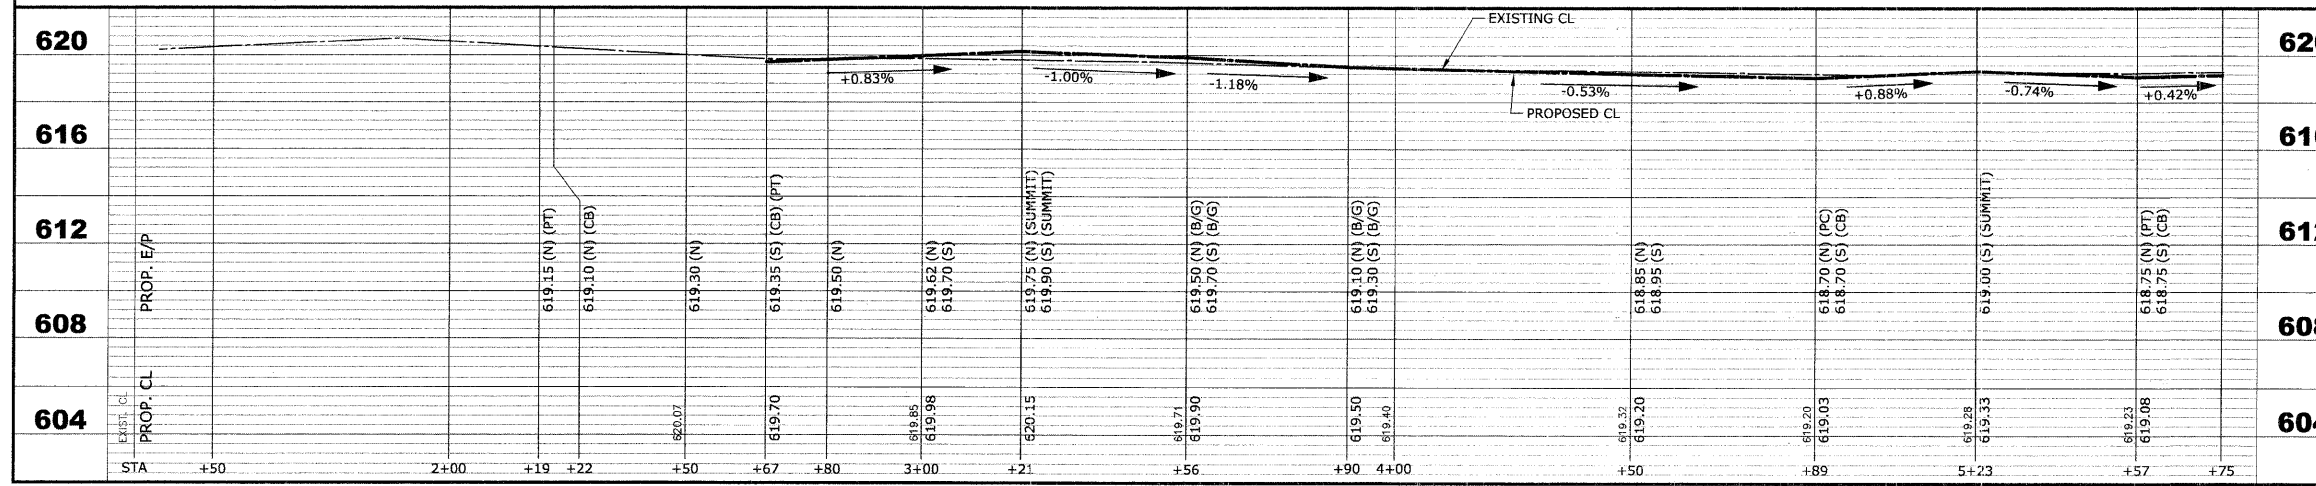 EXISTING CL
620
620
+0.83%
-1.00%
-1.18%
-0.53%
+0.88%
-0.74%
+0.42%
PROPOSED CL
616
616
612
612
608
608
604
604
PROP. E/P
619.15 (N) (PT)
619.10 (N) (CB)
619.30 (N)
619.35 (S) (CB) (PT)
619.50 (N)
619.62 (N)
619.70 (S)
619.75 (N) (SUMMIT)
619.90 (S) (SUMMIT)
619.50 (N) (B/G)
619.70 (S) (B/G)
619.10 (N) (B/G)
619.30 (S) (B/G)
618.85 (N)
618.95 (S)
618.70 (N) (PC)
618.70 (S) (CB)
619.00 (S) (SUMMIT)
618.75 (N) (PT)
618.75 (S) (CB)
EXIST. CL
PROP. CL
620.07
619.70
619.85
619.98
620.15
619.71
619.90
619.50
619.40
619.32
619.20
619.20
619.03
619.28
619.33
619.23
619.08
STA +50 2+00 +19 +22 +50 +67 +80 3+00 +21 +56 +90 4+00 +50 +89 5+23 +57 +75